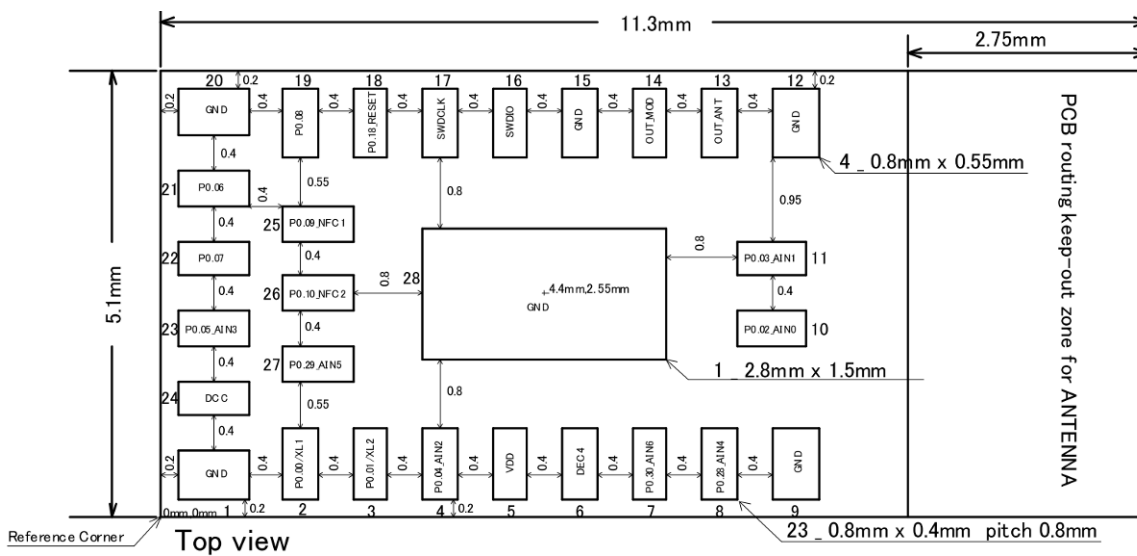 11.3mm
2.75mm
20 0.2 19 18 17 16 15 14 13 12 0.2
0.2 GND 0.4 P0.08 0.4 P0.18_RESET 0.4 SWDCLK 0.4 SWDIO 0.4 GND 0.4 OUT_MOD 0.4 OUT_ANT 0.4 GND
0.4
4 _ 0.8mm x 0.55mm
0.55 0.8 0.95
21 P0.06 0.4
25 P0.09_NFC1
0.4
22 P0.07 0.4 0.8 P0.03_AIN1 11
0.4
26 P0.10_NFC2 0.8 28 4.4mm,2.55mm 0.4
GND
23 P0.05_AIN3 0.4 P0.02_AIN0 10
0.4
27 P0.29_AIN5
1 _ 2.8mm x 1.5mm
24 DCC 0.55 0.8
0.4
0.2 GND 0.4 P0.00/XL1 0.4 P0.01/XL2 0.4 P0.04_AIN2 0.4 VDD 0.4 DEC4 0.4 P0.30_AIN6 0.4 P0.28_AIN4 0.4 GND
0mm,0mm 1 0.2 2 3 4 0.2 5 6 7 8 9
5.1mm
PCB routing keep-out zone for ANTENNA
Reference Corner
Top view
23 _ 0.8mm x 0.4mm pitch 0.8mm